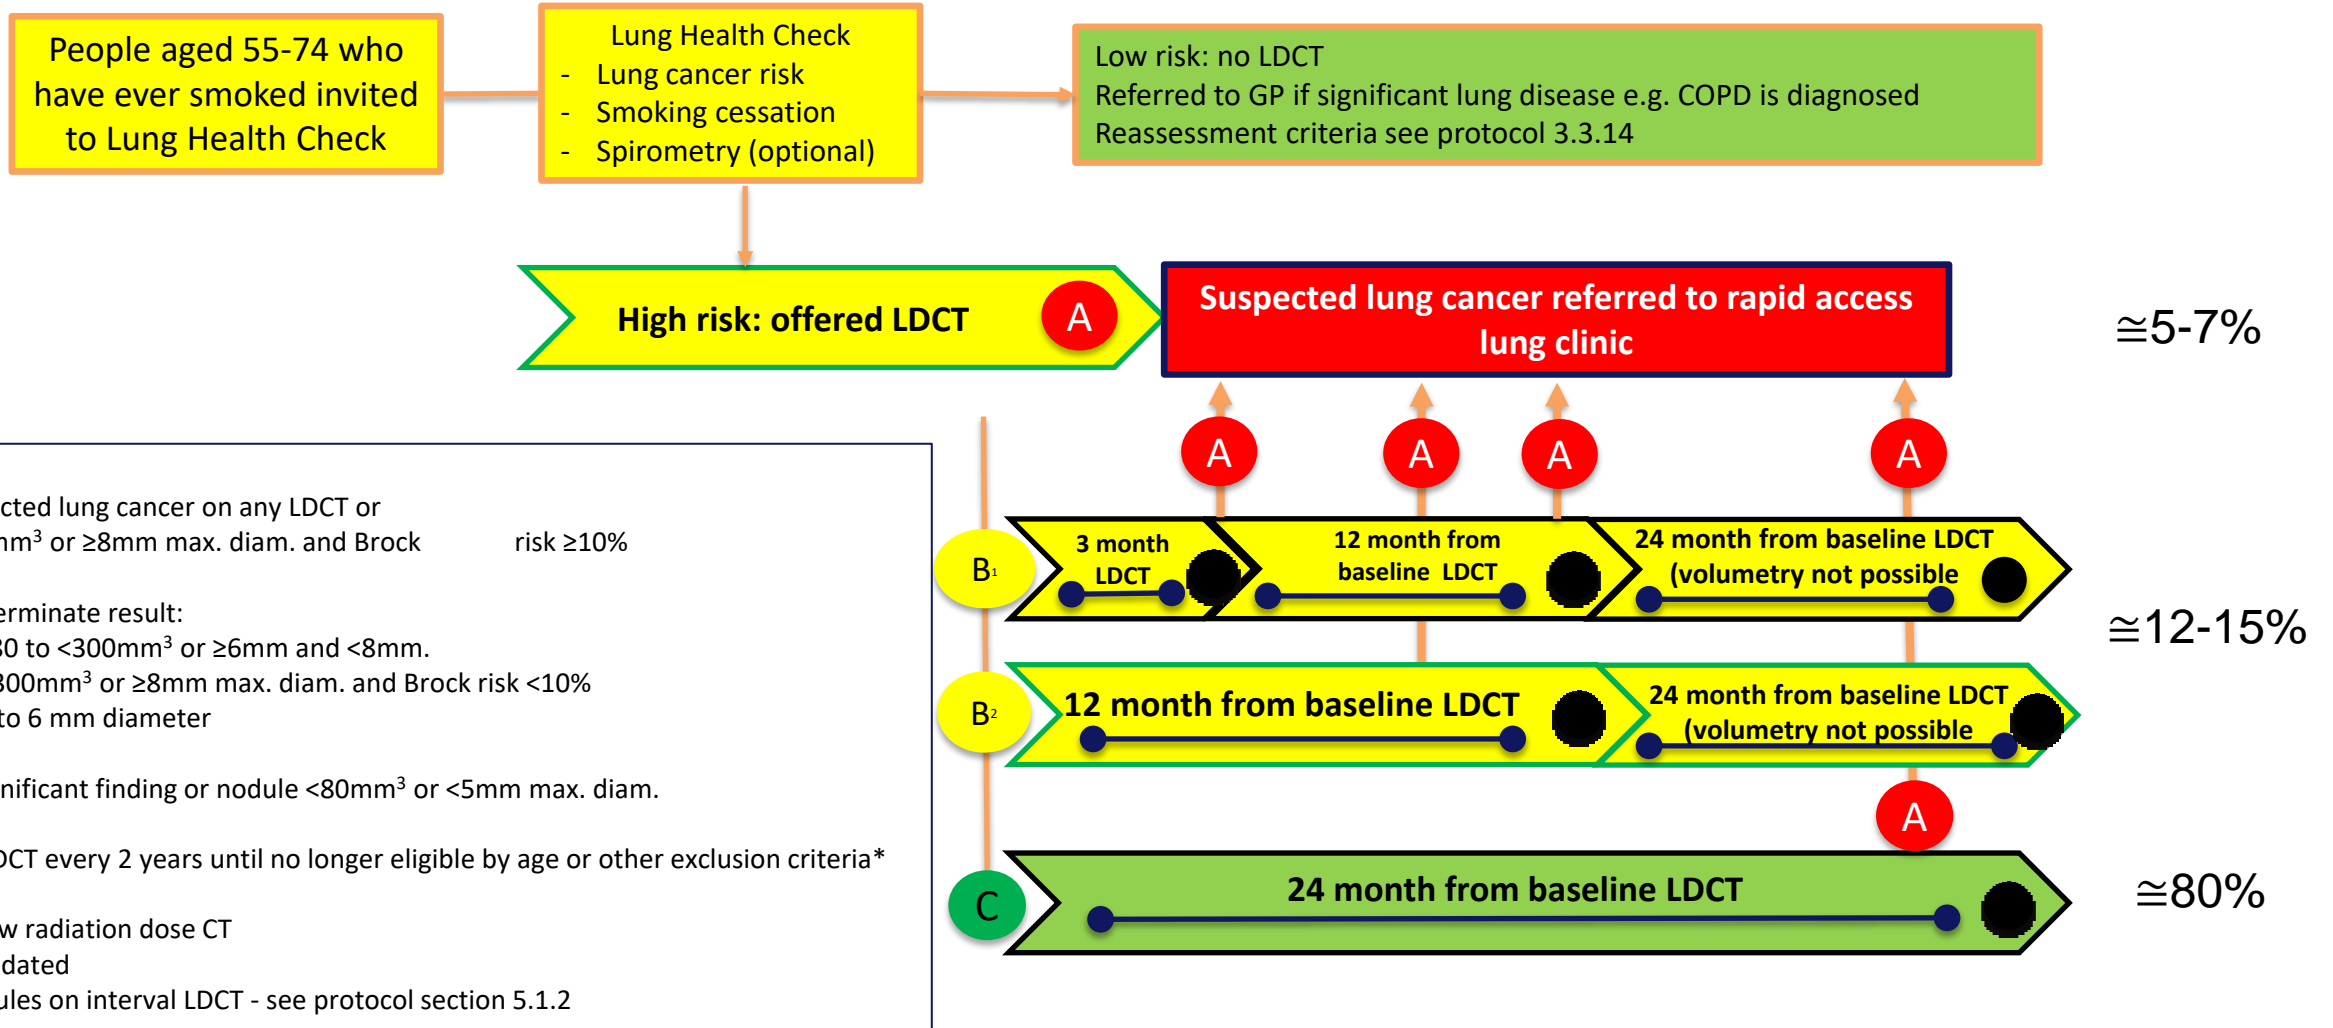 People aged 55-74 who
have ever smoked invited
to Lung Health Check
Lung Health Check
- Lung cancer risk
- Smoking cessation
- Spirometry (optional)
Low risk: no LDCT
Referred to GP if significant lung disease e.g. COPD is diagnosed
Reassessment criteria see protocol 3.3.14
High risk: offered LDCT
A
Suspected lung cancer referred to rapid access
lung clinic
≅5-7%
A A A A
cted lung cancer on any LDCT or
mm³ or ≥8mm max. diam. and Brock risk ≥10%
erminate result:
30 to <300mm³ or ≥6mm and <8mm.
300mm³ or ≥8mm max. diam. and Brock risk <10%
to 6 mm diameter
nificant finding or nodule <80mm³ or <5mm max. diam.
DCT every 2 years until no longer eligible by age or other exclusion criteria*
w radiation dose CT
dated
ules on interval LDCT - see protocol section 5.1.2
B1
3 month
LDCT
12 month from
baseline LDCT
24 month from baseline LDCT
(volumetry not possible
≅12-15%
B2
12 month from baseline LDCT
24 month from baseline LDCT
(volumetry not possible
A
C
24 month from baseline LDCT
≅80%